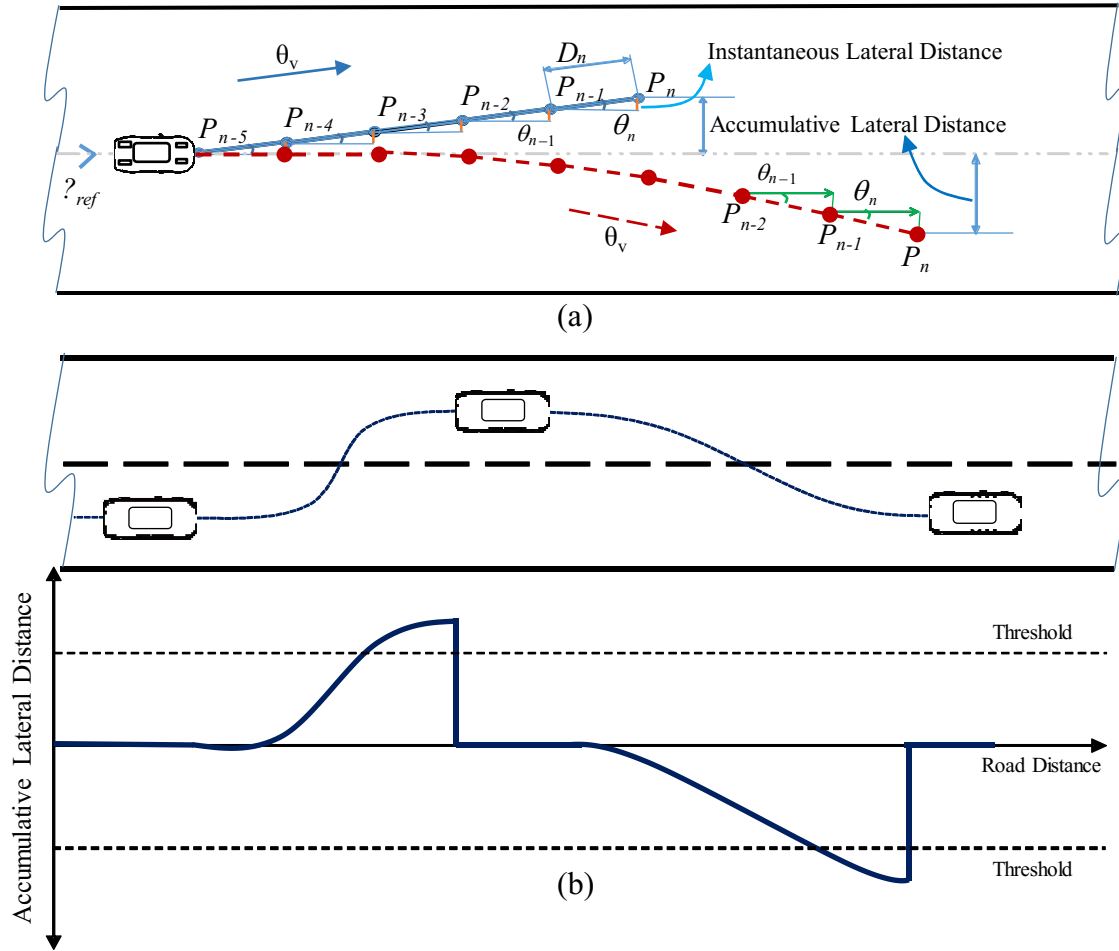 θv
Dn
Instantaneous Lateral Distance
Pn-5
Pn-4
Pn-3
Pn-2
Pn-1
Pn
θn-1
θn
Accumulative Lateral Distance
?ref
θn-1
θn
Pn-2
Pn-1
Pn
θv
(a)
Accumulative Lateral Distance
Threshold
Road Distance
Threshold
(b)